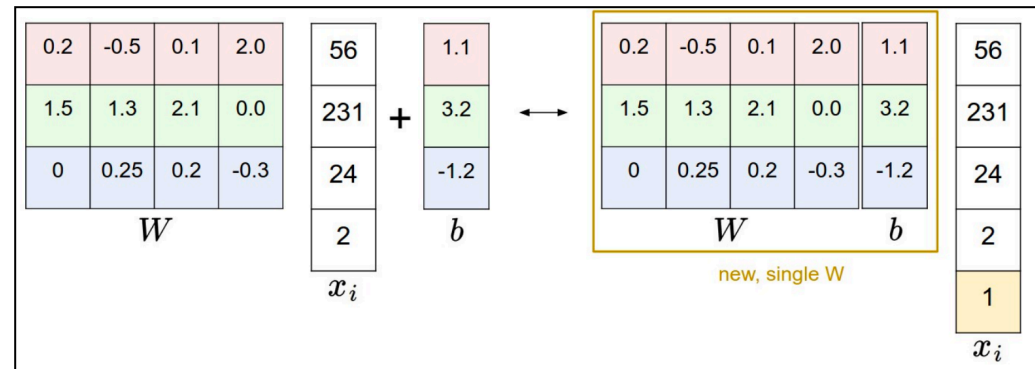 0.2 -0.5 0.1 2.0 56 1.1 0.2 -0.5 0.1 2.0 1.1 56
1.5 1.3 2.1 0.0 231 + 3.2 ↔ 1.5 1.3 2.1 0.0 3.2 231
0 0.25 0.2 -0.3 24 -1.2 0 0.25 0.2 -0.3 -1.2 24
W 2 b W b 2
new, single W
x_i 1
x_i